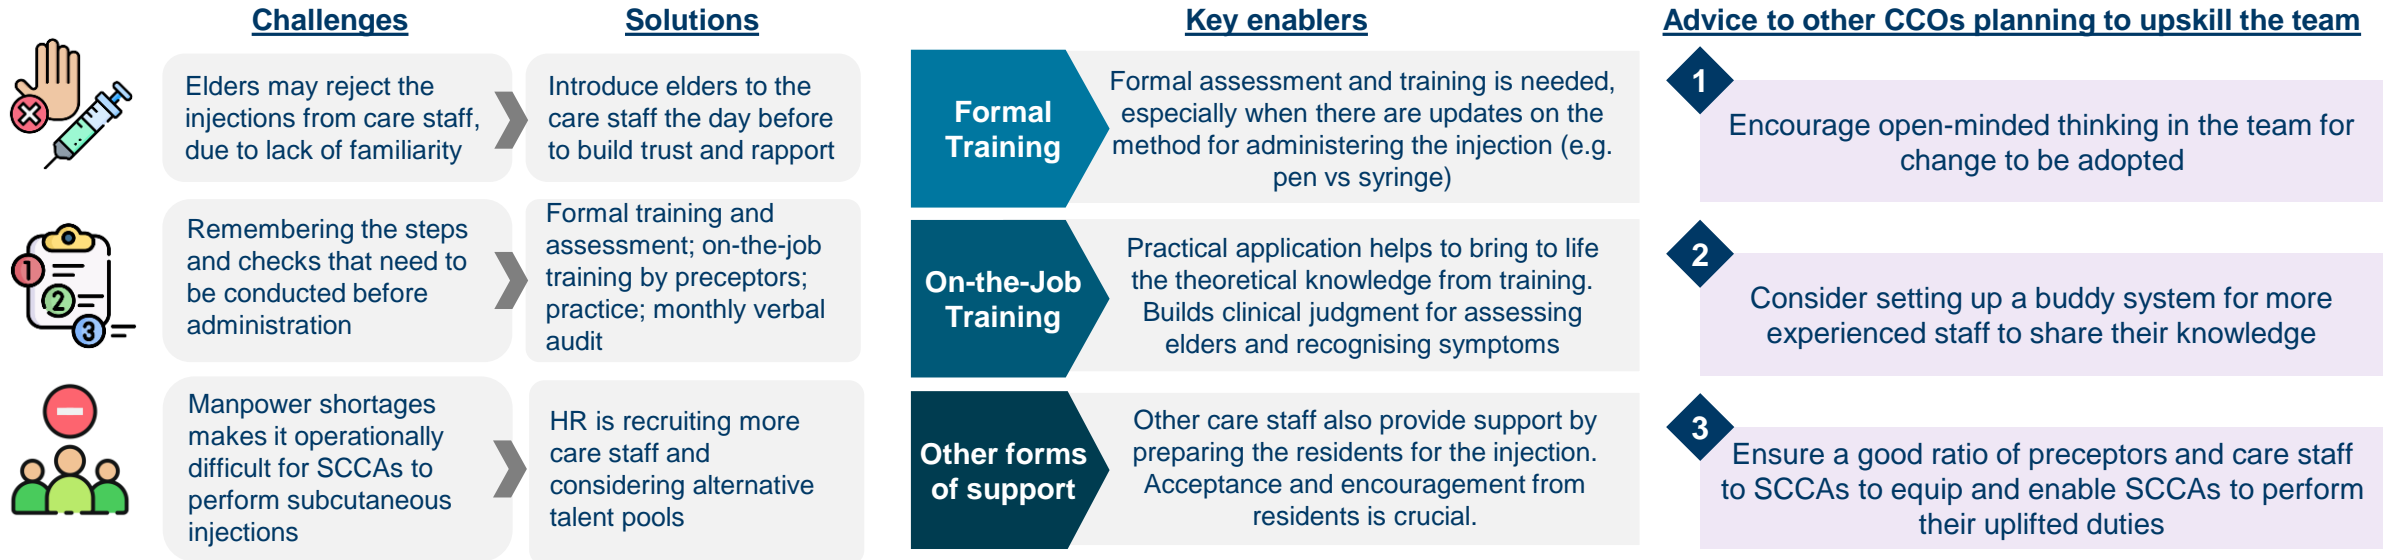 Challenges
Solutions
Elders may reject the
injections from care staff,
due to lack of familiarity
Introduce elders to the
care staff the day before
to build trust and rapport
1
2
3
Remembering the steps
and checks that need to
be conducted before
administration
Formal training and
assessment; on-the-job
training by preceptors;
practice; monthly verbal
audit
Manpower shortages
makes it operationally
difficult for SCCAs to
perform subcutaneous
injections
HR is recruiting more
care staff and
considering alternative
talent pools
Key enablers
Formal
Training
Formal assessment and training is needed,
especially when there are updates on the
method for administering the injection (e.g.
pen vs syringe)
On-the-Job
Training
Practical application helps to bring to life
the theoretical knowledge from training.
Builds clinical judgment for assessing
elders and recognising symptoms
Other forms
of support
Other care staff also provide support by
preparing the residents for the injection.
Acceptance and encouragement from
residents is crucial.
Advice to other CCOs planning to upskill the team
1
Encourage open-minded thinking in the team for
change to be adopted
2
Consider setting up a buddy system for more
experienced staff to share their knowledge
3
Ensure a good ratio of preceptors and care staff
to SCCAs to equip and enable SCCAs to perform
their uplifted duties